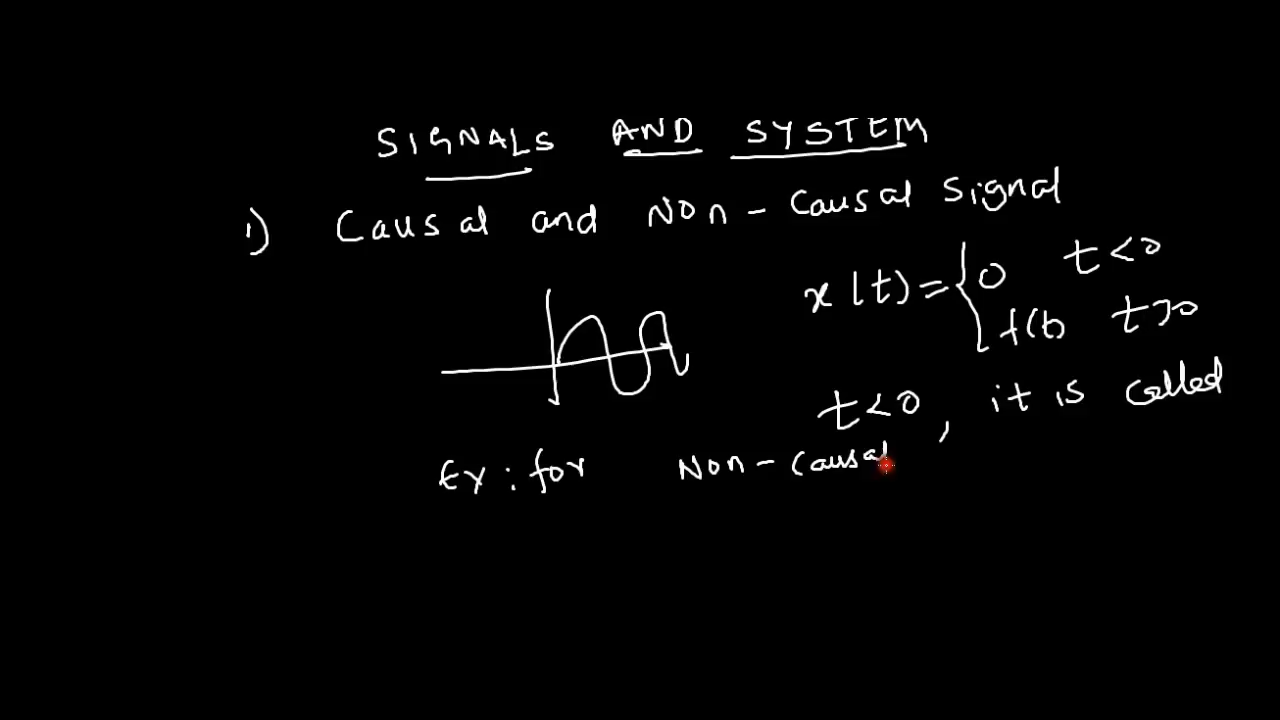 SIGNALS AND SYSTEM
1) Causal and Non - Causal Signal
x(t) = { 0 t < 0
f(t) t > 0
t < 0, it is called
Ex : for Non - Causal